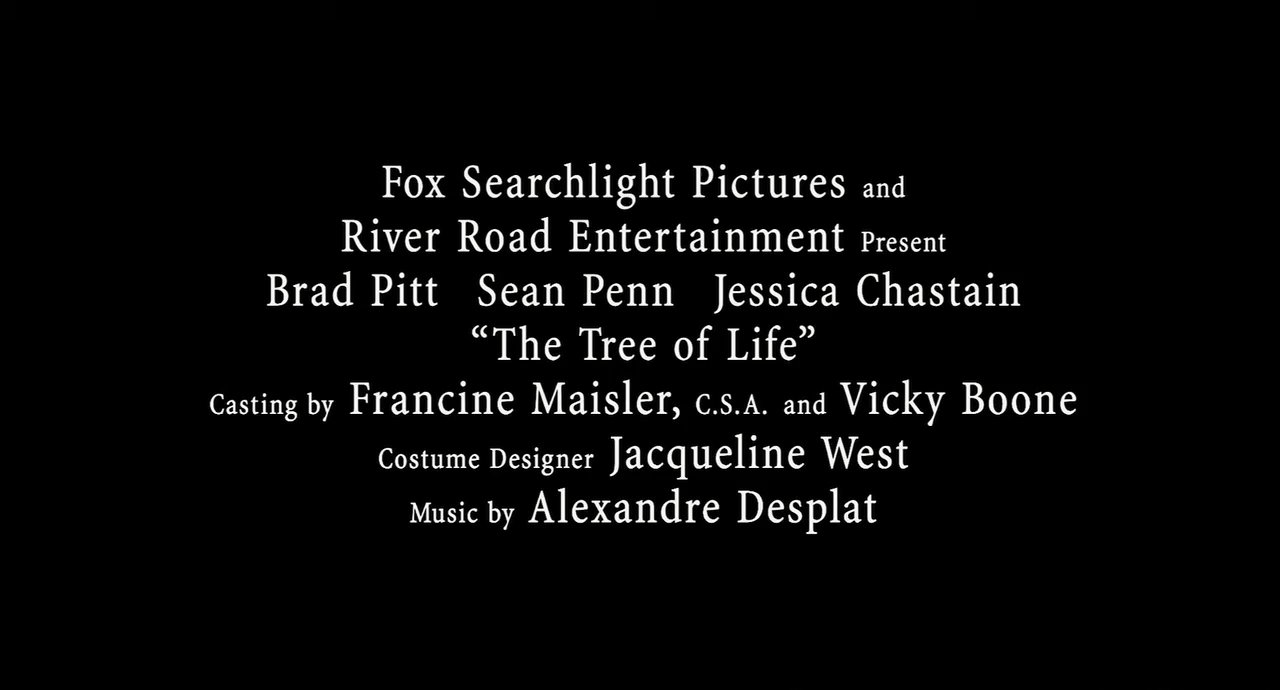 Fox Searchlight Pictures and
River Road Entertainment Present
Brad Pitt Sean Penn Jessica Chastain
“The Tree of Life”
Casting by Francine Maisler, C.S.A. and Vicky Boone
Costume Designer Jacqueline West
Music by Alexandre Desplat